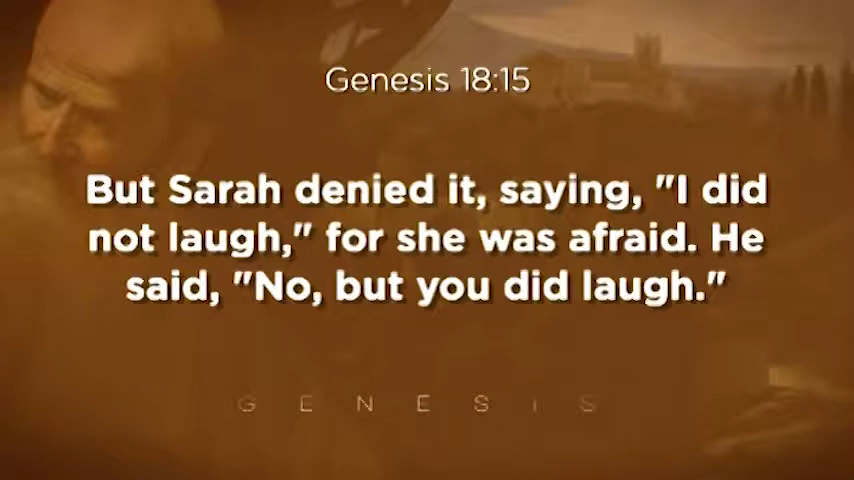 Genesis 18:15
But Sarah denied it, saying, "I did
not laugh," for she was afraid. He
said, "No, but you did laugh."
GENESIS